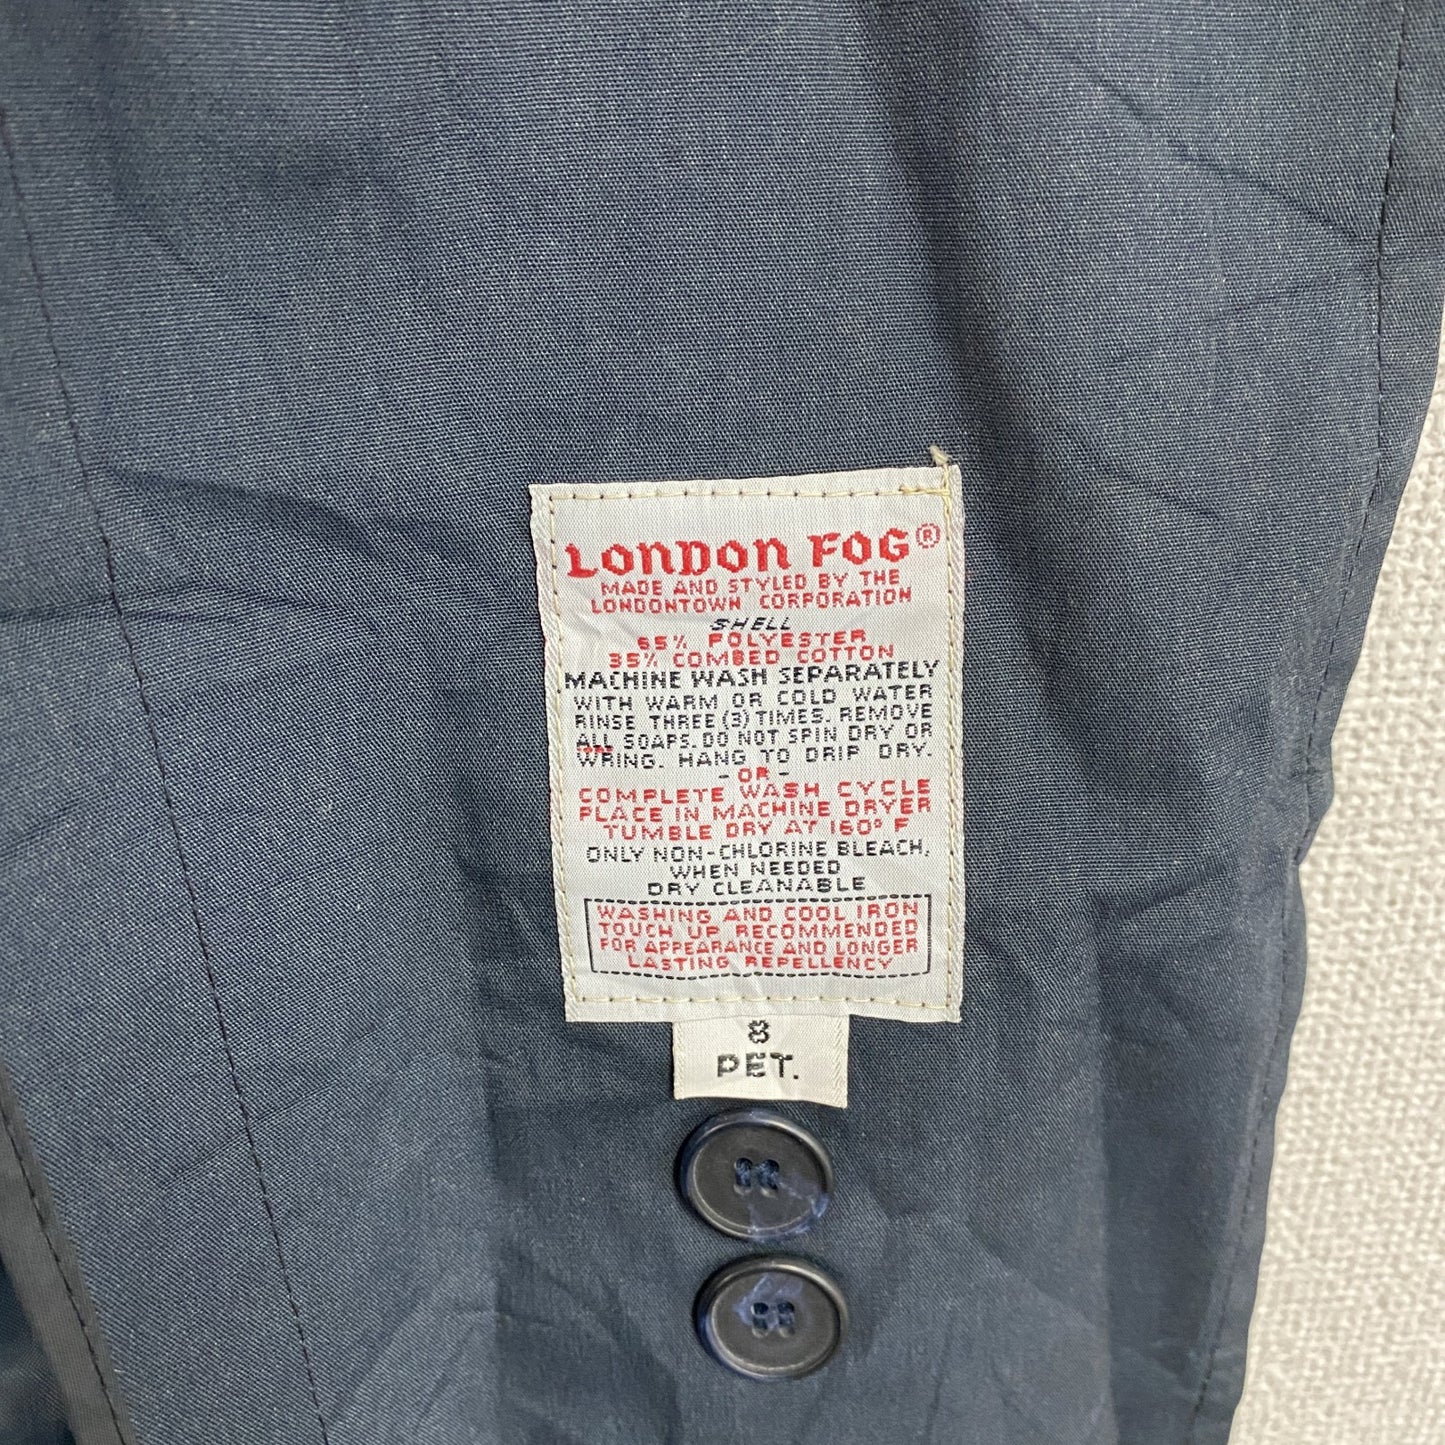 LONDON FOG®
MADE AND STYLED BY THE
LONDONTOWN CORPORATION
SHELL
65% POLYESTER
35% COMBED COTTON
MACHINE WASH SEPARATELY
WITH WARM OR COLD WATER
RINSE THREE (3) TIMES. REMOVE
ALL SOAPS. DO NOT SPIN DRY OR
WRING. HANG TO DRIP DRY.
- OR -
COMPLETE WASH CYCLE
PLACE IN MACHINE DRYER
TUMBLE DRY AT 160° F
ONLY NON-CHLORINE BLEACH,
WHEN NEEDED
DRY CLEANABLE
WASHING AND COOL IRON
TOUCH UP RECOMMENDED
FOR APPEARANCE AND LONGER
LASTING REPELLENCY
8
PET.